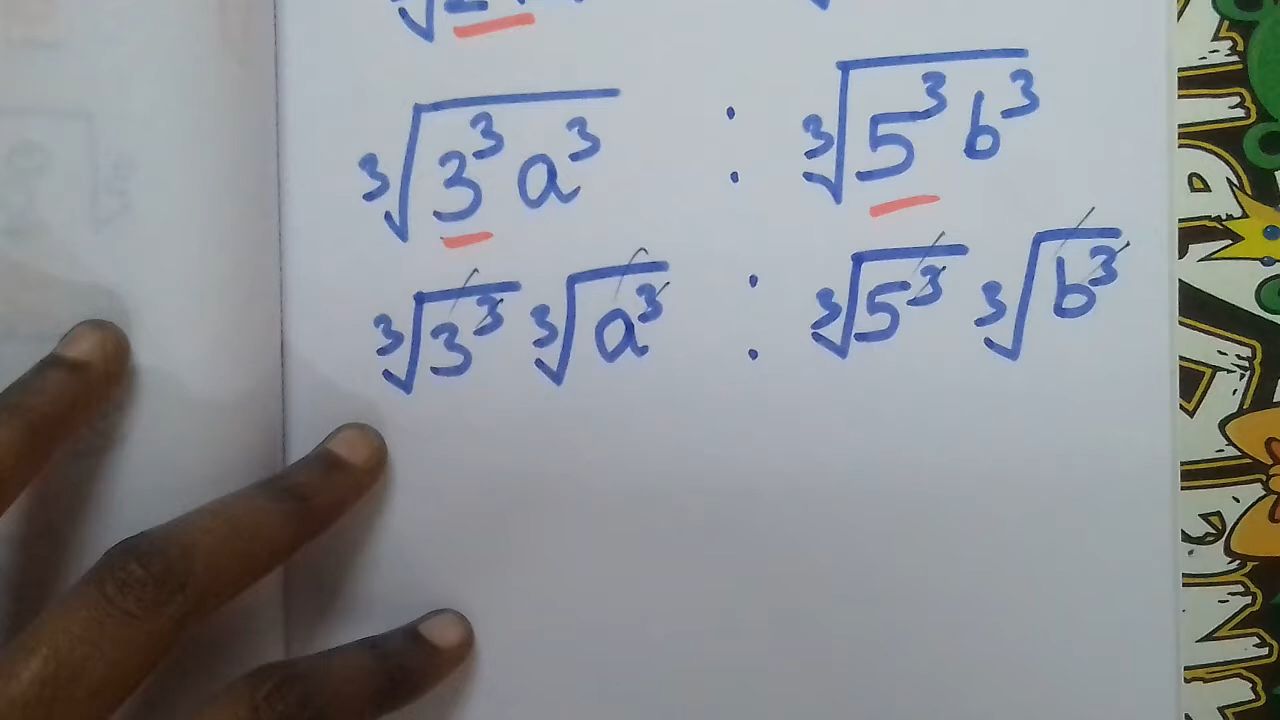 ∛(3³a³) : ∛(5³b³)
∛3³ ∛a³ : ∛5³ ∛b³